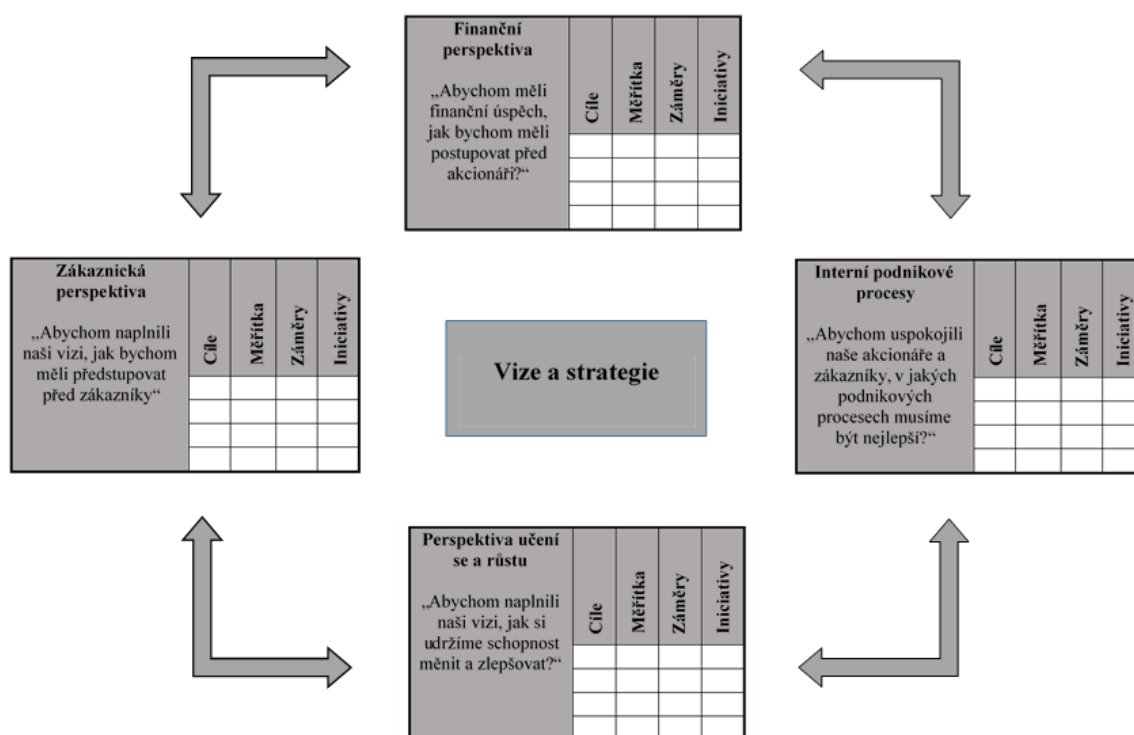 Finanční
perspektiva
„Abychom měli
finanční úspěch,
jak bychom měli
postupovat před
akcionáři?“
Cíle
Měřítka
Záměry
Iniciativy
Zákaznická
perspektiva
„Abychom naplnili
naši vizi, jak bychom
měli předstupovat
před zákazníky“
Cíle
Měřítka
Záměry
Iniciativy
Vize a strategie
Interní podnikové
procesy
„Abychom uspokojili
naše akcionáře a
zákazníky, v jakých
podnikových
procesech musíme
být nejlepší?“
Cíle
Měřítka
Záměry
Iniciativy
Perspektiva učení
se a růstu
„Abychom naplnili
naši vizi, jak si
udržíme schopnost
měnit a zlepšovat?“
Cíle
Měřítka
Záměry
Iniciativy